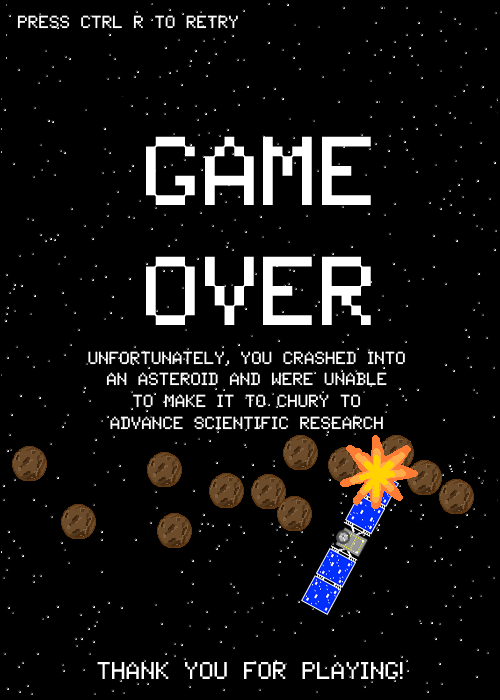 PRESS CTRL R TO RETRY
GAME
OVER
UNFORTUNATELY, YOU CRASHED INTO
AN ASTEROID AND WERE UNABLE
TO MAKE IT TO CHURY TO
ADVANCE SCIENTIFIC RESEARCH
THANK YOU FOR PLAYING!